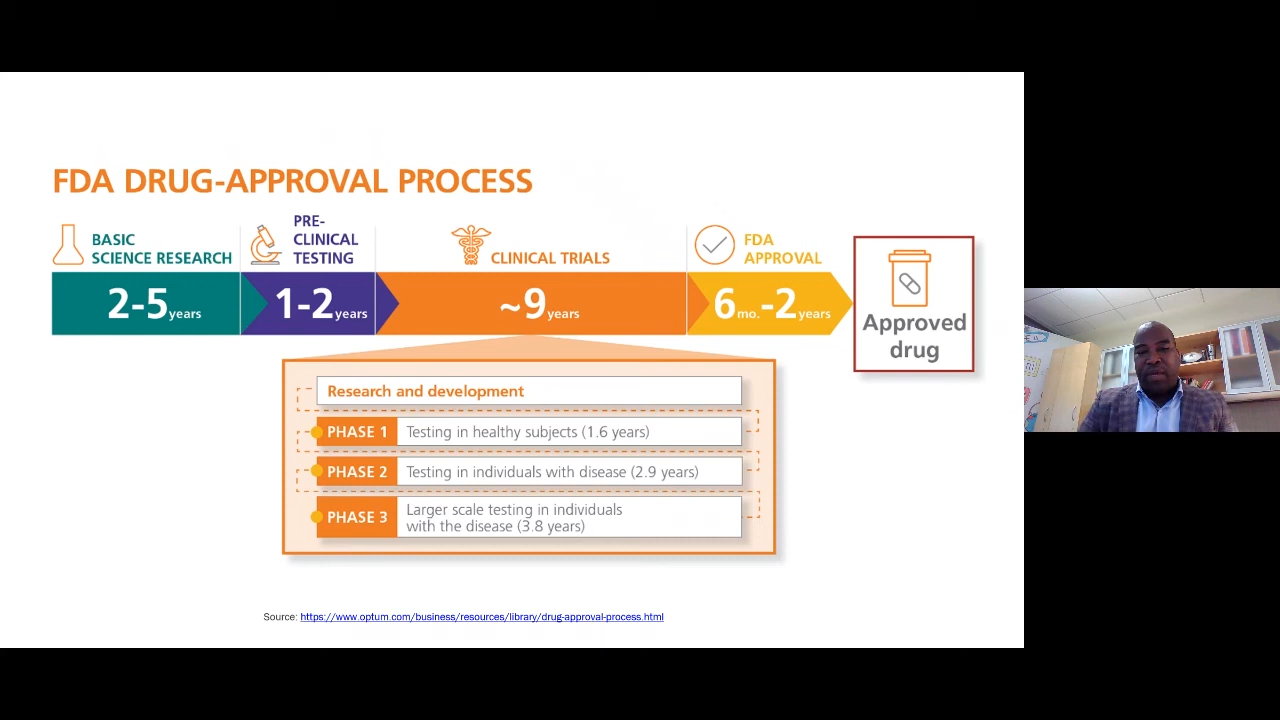 FDA DRUG-APPROVAL PROCESS
BASIC
SCIENCE RESEARCH
PRE-
CLINICAL
TESTING
CLINICAL TRIALS
FDA
APPROVAL
2-5 years
1-2 years
~9 years
6 mo.-2 years
Approved
drug
Research and development
PHASE 1 Testing in healthy subjects (1.6 years)
PHASE 2 Testing in individuals with disease (2.9 years)
PHASE 3 Larger scale testing in individuals
with the disease (3.8 years)
Source: https://www.optum.com/business/resources/library/drug-approval-process.html